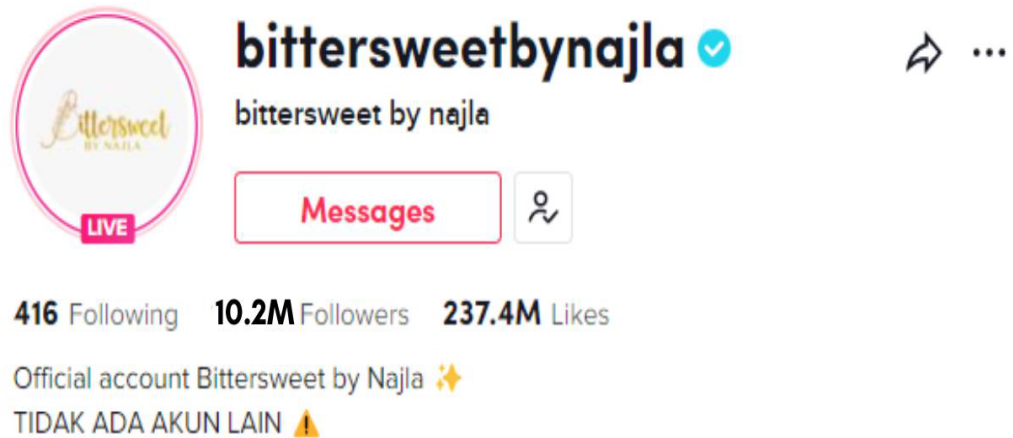 bittersweetbynajla
bittersweet by najla
Bittersweet
BY NAJLA
LIVE
Messages
416 Following 10.2M Followers 237.4M Likes
Official account Bittersweet by Najla ✨
TIDAK ADA AKUN LAIN ⚠️